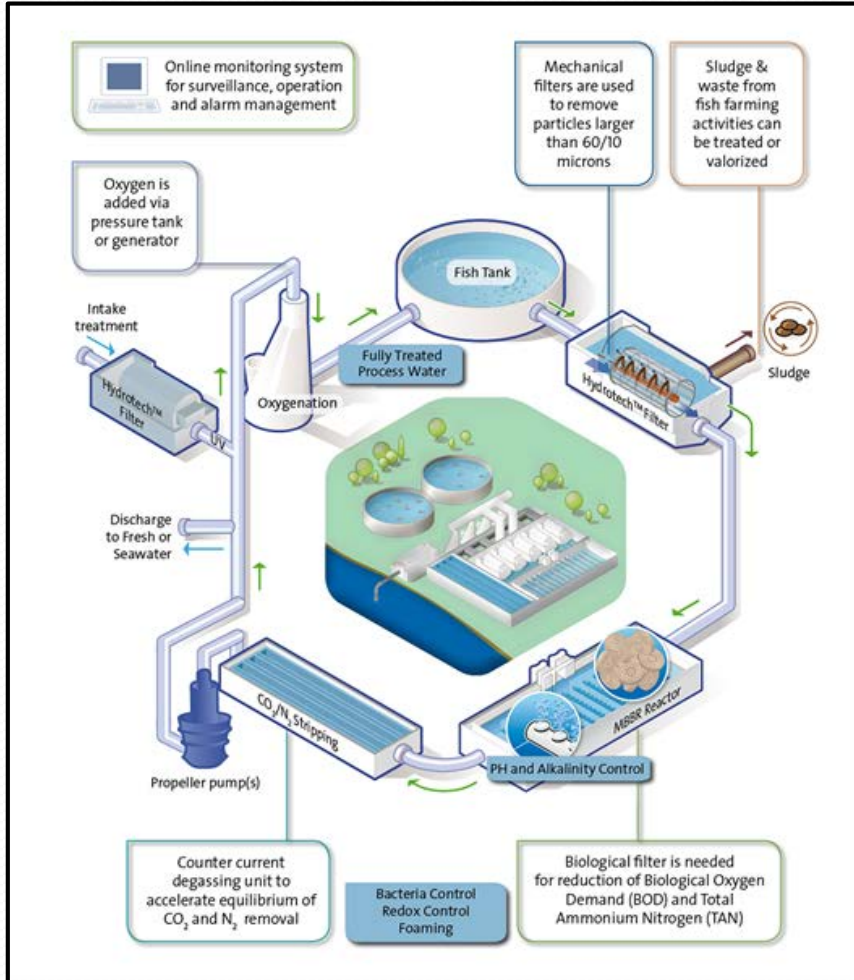 Online monitoring system
for surveillance, operation
and alarm management
Mechanical
filters are used
to remove
particles larger
than 60/10
microns
Sludge &
waste from
fish farming
activities can
be treated or
valorized
Oxygen is
added via
pressure tank
or generator
Fish Tank
Intake
treatment
Hydrotech™
Filter
UV
Oxygenation
Fully Treated
Process Water
Hydrotech™ Filter
Sludge
Discharge
to Fresh or
Seawater
CO₂/N₂ Stripping
MBBR Reactor
PH and Alkalinity Control
Propeller pump(s)
Counter current
degassing unit to
accelerate equilibrium of
CO₂ and N₂ removal
Bacteria Control
Redox Control
Foaming
Biological filter is needed
for reduction of Biological Oxygen
Demand (BOD) and Total
Ammonium Nitrogen (TAN)